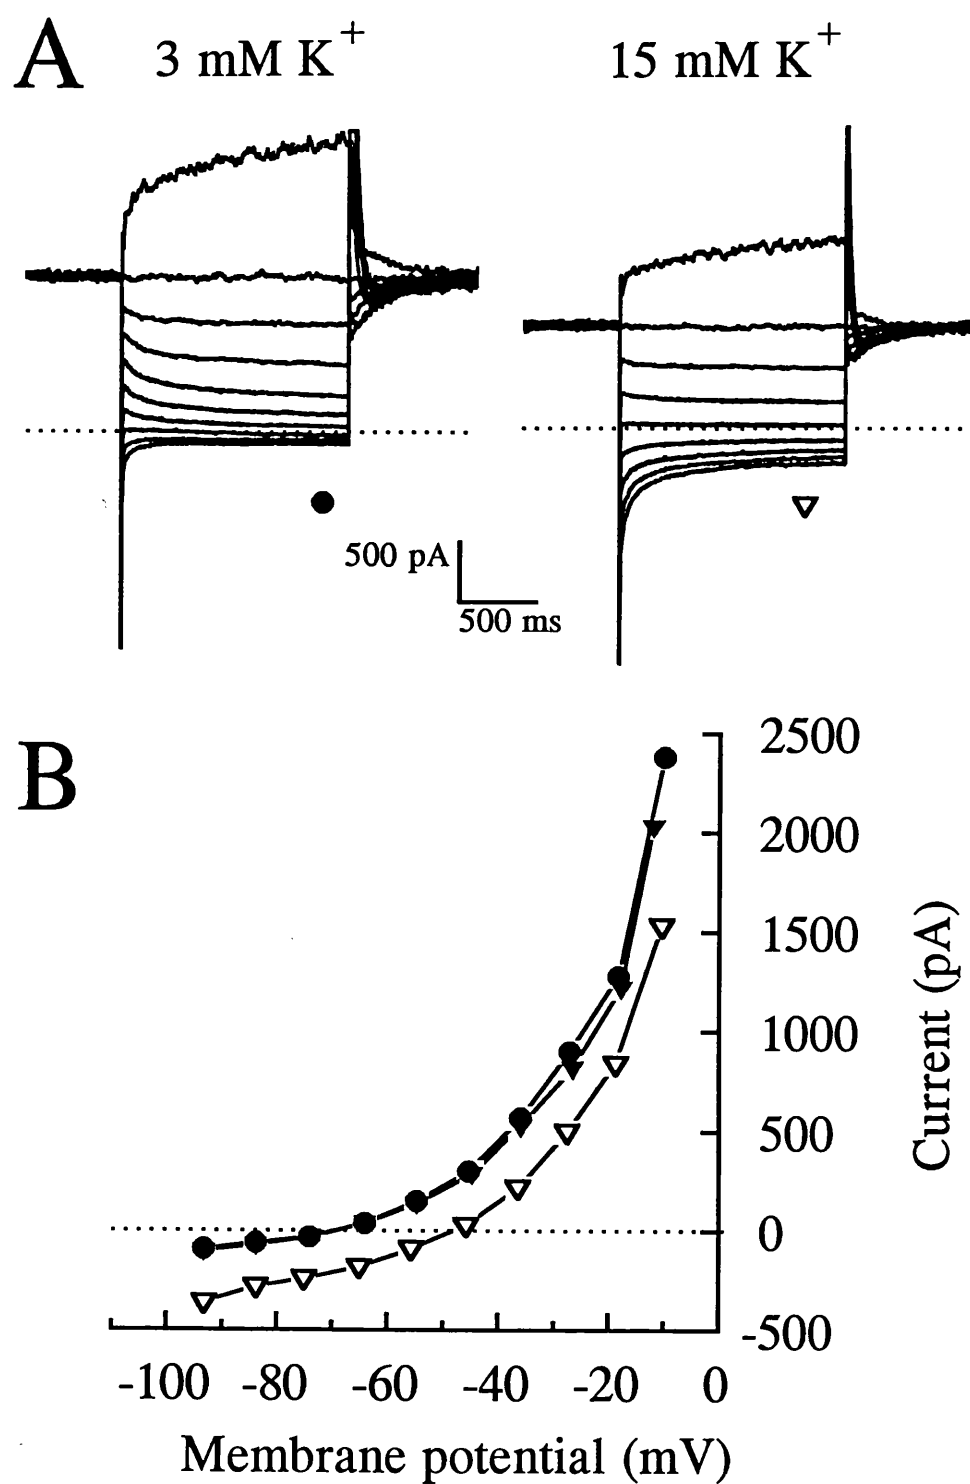 A
3 mM K+
15 mM K+
500 pA
500 ms
B
2500
2000
1500
1000
500
0
-500
Current (pA)
-100 -80 -60 -40 -20 0
Membrane potential (mV)